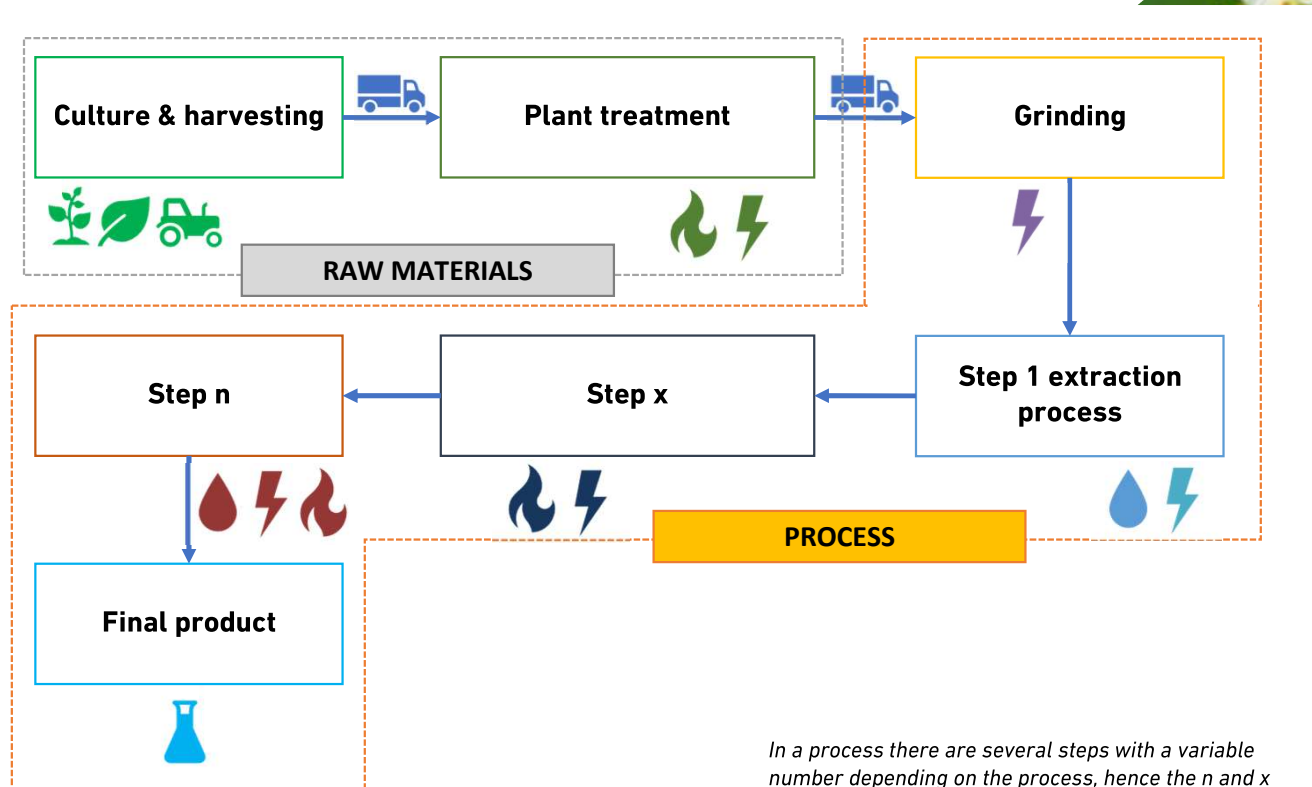 Culture & harvesting
Plant treatment
Grinding
RAW MATERIALS
Step n
Step x
Step 1 extraction
process
PROCESS
Final product
In a process there are several steps with a variable
number depending on the process, hence the n and x